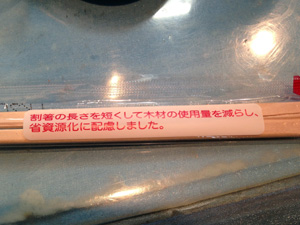 割箸の長さを短くして木材の使用量を減らし、
省資源化に配慮しました。